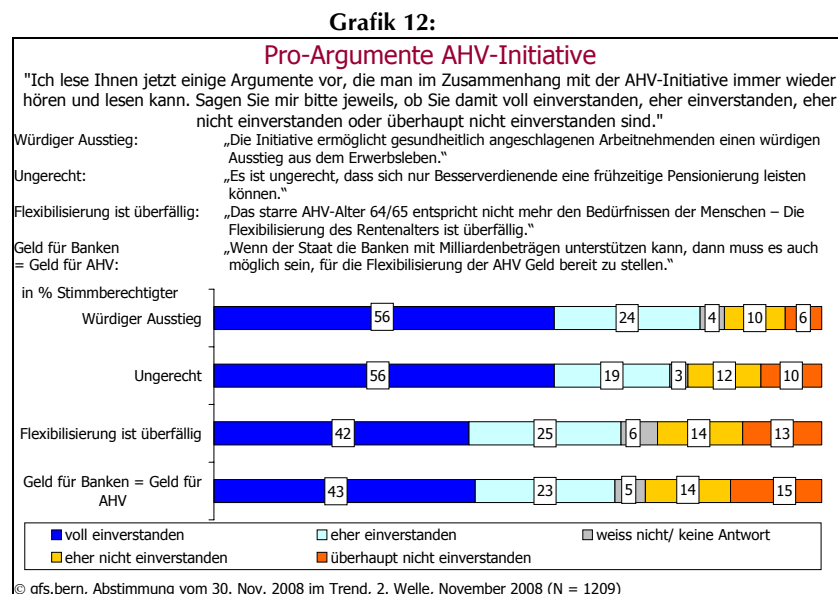 Grafik 12:
Pro-Argumente AHV-Initiative
"Ich lese Ihnen jetzt einige Argumente vor, die man im Zusammenhang mit der AHV-Initiative immer wieder
hören und lesen kann. Sagen Sie mir bitte jeweils, ob Sie damit voll einverstanden, eher einverstanden, eher
nicht einverstanden oder überhaupt nicht einverstanden sind."
Würdiger Ausstieg: „Die Initiative ermöglicht gesundheitlich angeschlagenen Arbeitnehmenden einen würdigen
Ausstieg aus dem Erwerbsleben.“
Ungerecht: „Es ist ungerecht, dass sich nur Besserverdienende eine frühzeitige Pensionierung leisten
können.“
Flexibilisierung ist überfällig: „Das starre AHV-Alter 64/65 entspricht nicht mehr den Bedürfnissen der Menschen – Die
Flexibilisierung des Rentenalters ist überfällig.“
Geld für Banken „Wenn der Staat die Banken mit Milliardenbeträgen unterstützen kann, dann muss es auch
= Geld für AHV: möglich sein, für die Flexibilisierung der AHV Geld bereit zu stellen.“
in % Stimmberechtigter
Würdiger Ausstieg 56 24 4 10 6
Ungerecht 56 19 3 12 10
Flexibilisierung ist überfällig 42 25 6 14 13
Geld für Banken = Geld für
AHV 43 23 5 14 15
voll einverstanden eher einverstanden weiss nicht/ keine Antwort
eher nicht einverstanden überhaupt nicht einverstanden
© gfs.bern, Abstimmung vom 30. Nov. 2008 im Trend, 2. Welle, November 2008 (N = 1209)